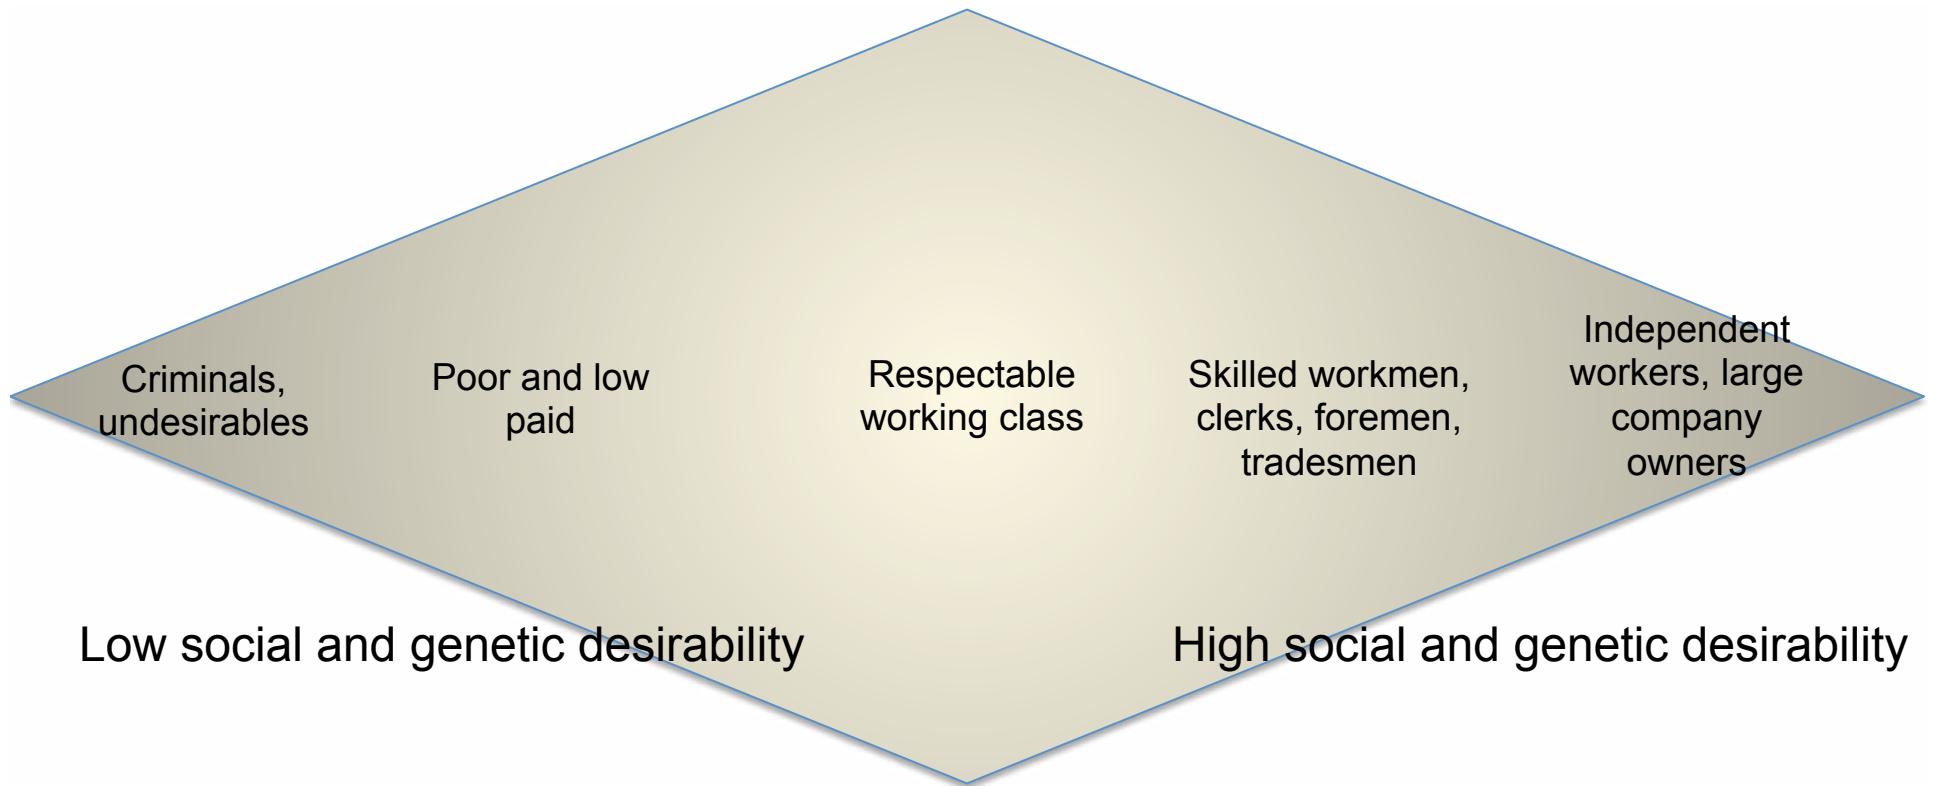 Criminals,
undesirables
Poor and low
paid
Respectable
working class
Skilled workmen,
clerks, foremen,
tradesmen
Independent
workers, large
company
owners
Low social and genetic desirability
High social and genetic desirability